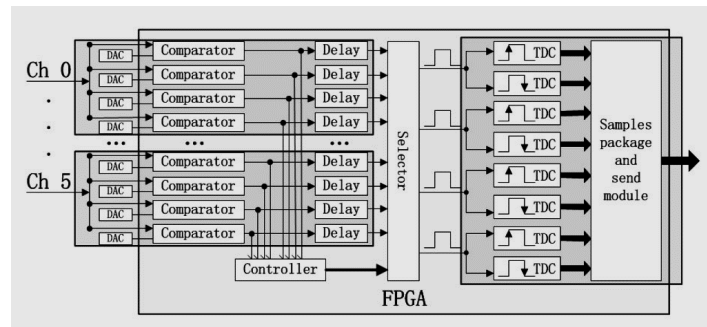 DAC Comparator Delay TDC
Ch 0 DAC Comparator Delay TDC
. DAC Comparator Delay TDC
. DAC Comparator Delay TDC
. ... ... ... Selector Samples package and send module
Ch 5 DAC Comparator Delay TDC
DAC Comparator Delay TDC
DAC Comparator Delay TDC
DAC Comparator Delay TDC
Controller
FPGA